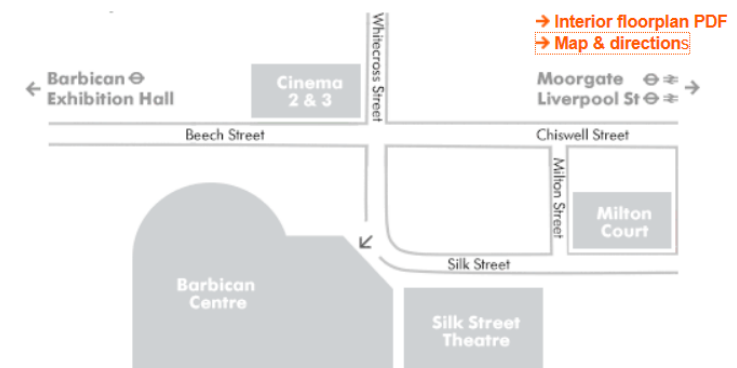 → Interior floorplan PDF
→ Map & directions
Whitecross Street
← Barbican
Exhibition Hall
Cinema
2 & 3
Moorgate
Liverpool St →
Beech Street
Chiswell Street
Milton Street
Milton
Court
Silk Street
Barbican
Centre
Silk Street
Theatre